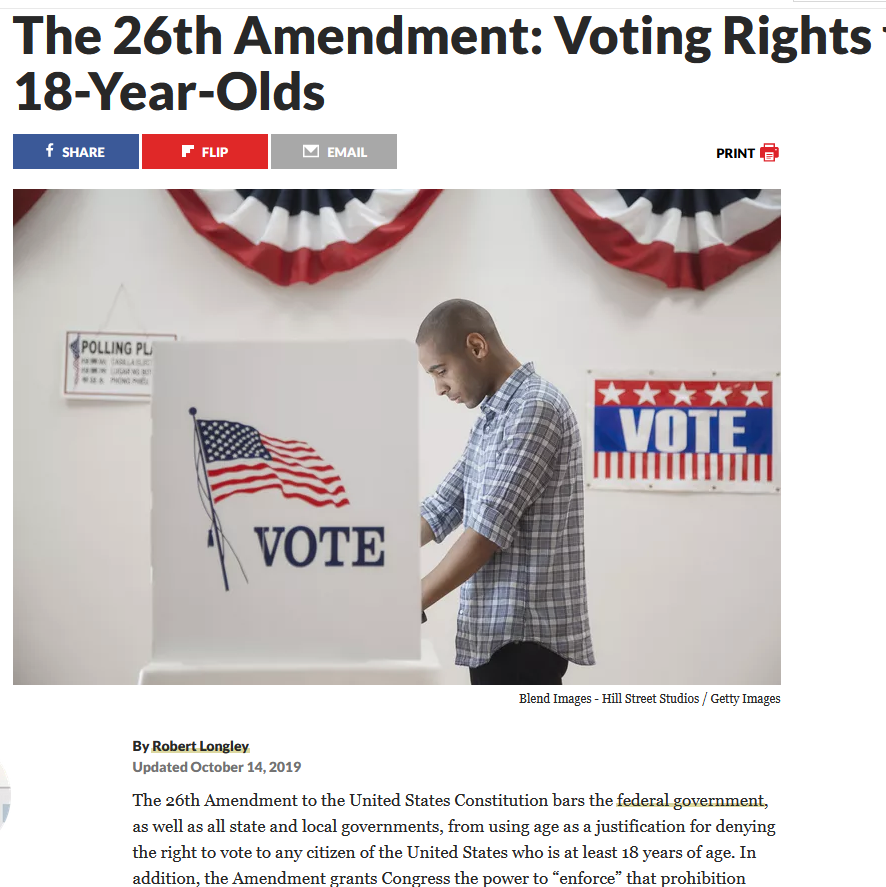 The 26th Amendment: Voting Rights
18-Year-Olds
SHARE
FLIP
EMAIL
PRINT
POLLING PL
VOTE
VOTE
Blend Images - Hill Street Studios / Getty Images
By Robert Longley
Updated October 14, 2019
The 26th Amendment to the United States Constitution bars the federal government,
as well as all state and local governments, from using age as a justification for denying
the right to vote to any citizen of the United States who is at least 18 years of age. In
addition, the Amendment grants Congress the power to “enforce” that prohibition